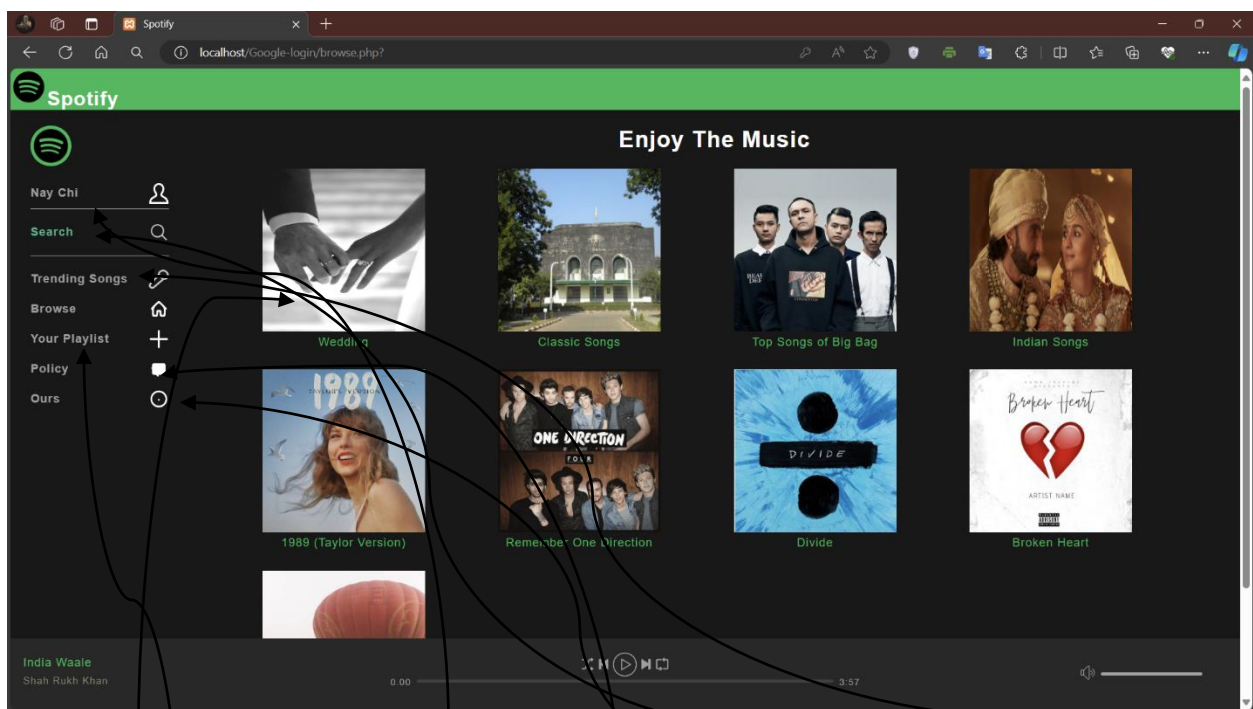 Spotify
localhost/Google-login/browse.php?
Spotify
Enjoy The Music
Nay Chi
Search
Trending Songs
Browse
Your Playlist
Policy
Ours
Wedding
Classic Songs
Top Songs of Big Bag
Indian Songs
1989
TAYLOR'S VERSION
ONE DIRECTION
FOUR
DIVIDE
Broken Heart
ARTIST NAME
1989 (Taylor Version)
Remember One Direction
Divide
Broken Heart
India Waale
Shah Rukh Khan
0.00
3:57